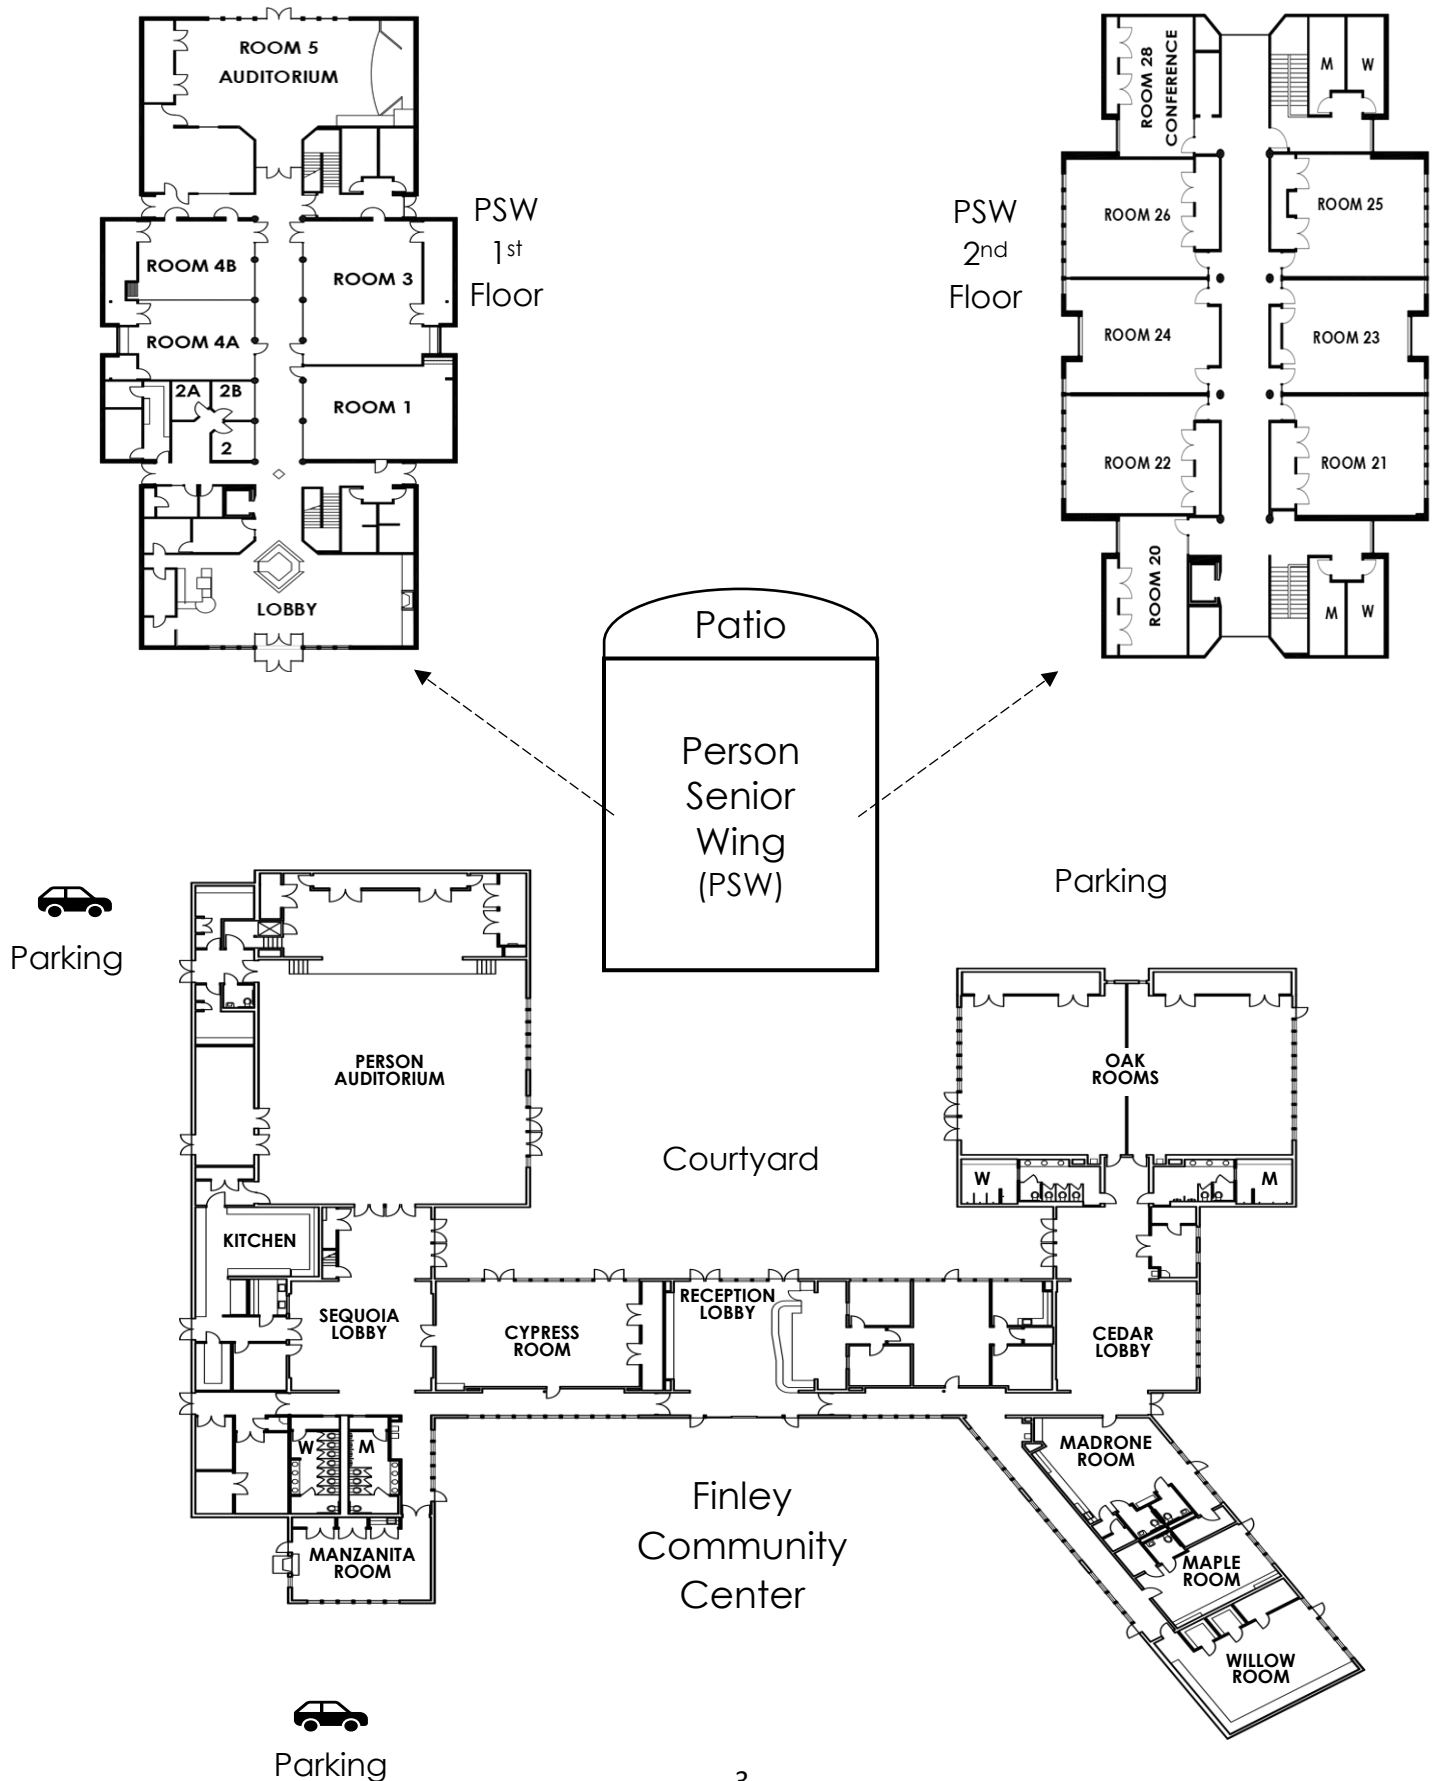 ROOM 5
AUDITORIUM
ROOM 4B
ROOM 3
ROOM 4A
2A
2B
ROOM 1
2
LOBBY
PSW
1st
Floor
PSW
2nd
Floor
ROOM 28
CONFERENCE
M
W
ROOM 26
ROOM 25
ROOM 24
ROOM 23
ROOM 22
ROOM 21
ROOM 20
M
W
Patio
Person
Senior
Wing
(PSW)
Parking
Parking
PERSON
AUDITORIUM
OAK
ROOMS
Courtyard
W
M
KITCHEN
SEQUOIA
LOBBY
CYPRESS
ROOM
RECEPTION
LOBBY
CEDAR
LOBBY
W
M
MADRONE
ROOM
MANZANITA
ROOM
Finley
Community
Center
MAPLE
ROOM
WILLOW
ROOM
Parking
3